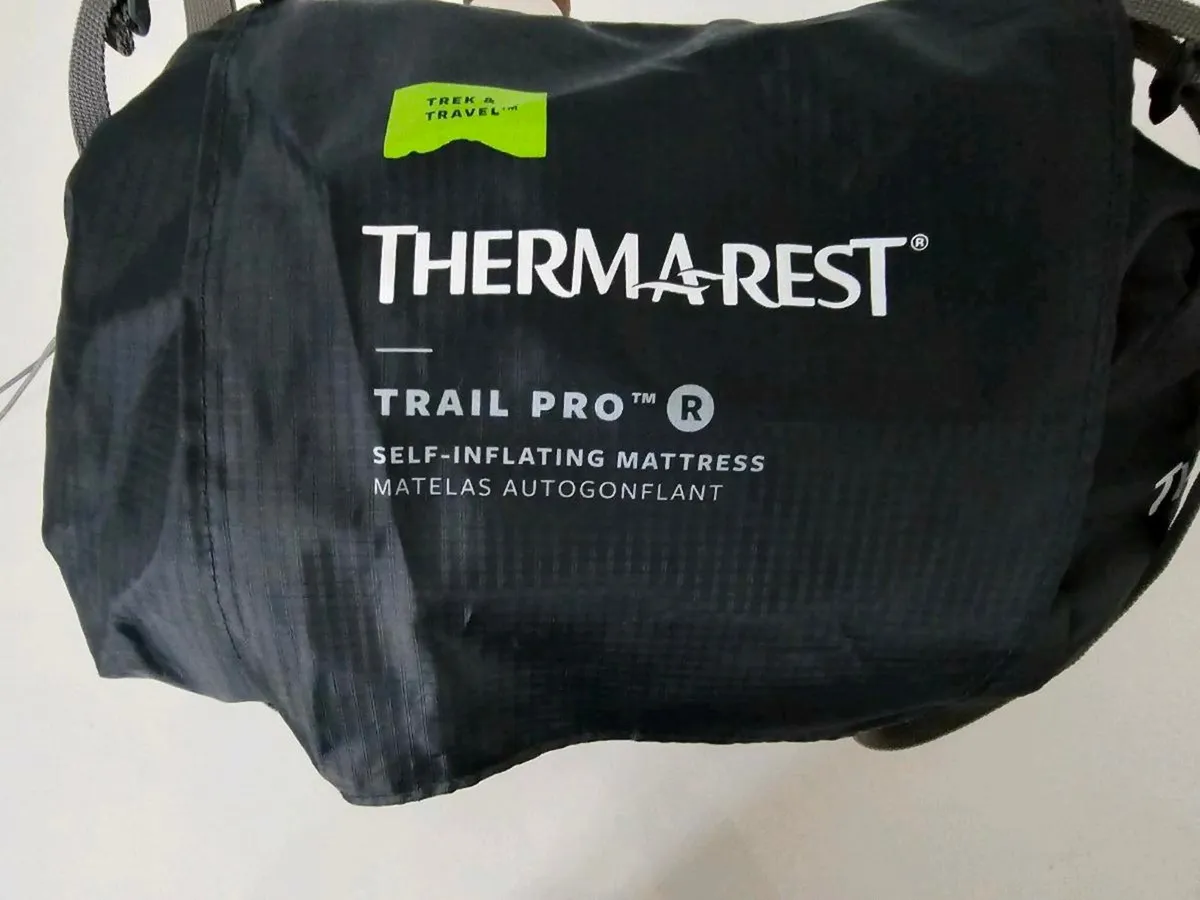 TREK &
TRAVEL™
THERMAREST®
TRAIL PRO™ R
SELF-INFLATING MATTRESS
MATELAS AUTOGONFLANT